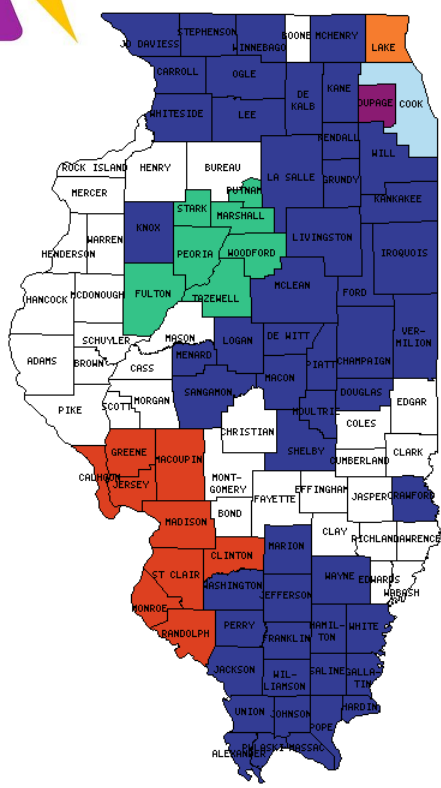 JO DAVIESS
STEPHENSON
WINNEBAGO
BOONE
MCHENRY
LAKE
CARROLL
OGLE
DE
KALB
KANE
DUPAGE
COOK
WHITESIDE
LEE
KENDALL
WILL
ROCK ISLAND
HENRY
BUREAU
LA SALLE
GRUNDY
MERCER
PUTNAM
KANKAKEE
STARK
MARSHALL
KNOX
WARREN
HENDERSON
PEORIA
WOODFORD
LIVINGSTON
IROQUOIS
HANCOCK
MCDONOUGH
FULTON
TAZEWELL
MCLEAN
FORD
SCHUYLER
MASON
LOGAN
DE WITT
VER-
MILION
ADAMS
BROWN
CASS
MENARD
PIATT
CHAMPAIGN
MACON
SANGAMON
PIKE
SCOTT
MORGAN
DOUGLAS
EDGAR
MOULTRIE
COLES
CHRISTIAN
GREENE
MACOUPIN
SHELBY
CLARK
CUMBERLAND
CALHOUN
JERSEY
MONT-
GOMERY
FAYETTE
EFFINGHAM
JASPER
CRAWFORD
BOND
MADISON
CLAY
RICHLAND
LAWRENCE
MARION
CLINTON
ST CLAIR
WASHINGTON
WAYNE
EDWARDS
WABASH
JEFFERSON
MONROE
RANDOLPH
PERRY
HAMIL-
TON
WHITE
FRANKLIN
JACKSON
WIL-
LIAMSON
SALINE
GALLA-
TIN
UNION
JOHNSON
POPE
HARDIN
ALEXANDER
PULASKI
MASSAC